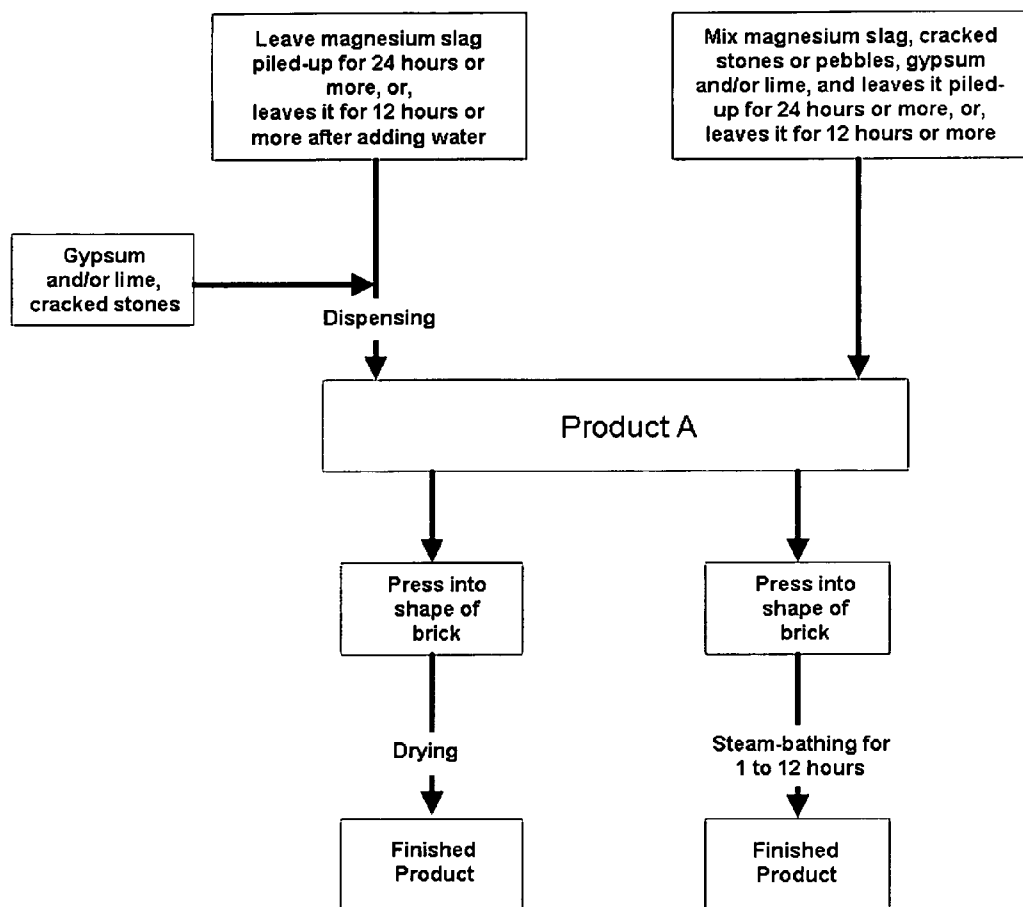 Leave magnesium slag
piled-up for 24 hours or
more, or,
leaves it for 12 hours or
more after adding water
Mix magnesium slag, cracked
stones or pebbles, gypsum
and/or lime, and leaves it piled-
up for 24 hours or more, or,
leaves it for 12 hours or more
Gypsum
and/or lime,
cracked stones
Dispensing
Product A
Press into
shape of
brick
Press into
shape of
brick
Drying
Steam-bathing for
1 to 12 hours
Finished
Product
Finished
Product